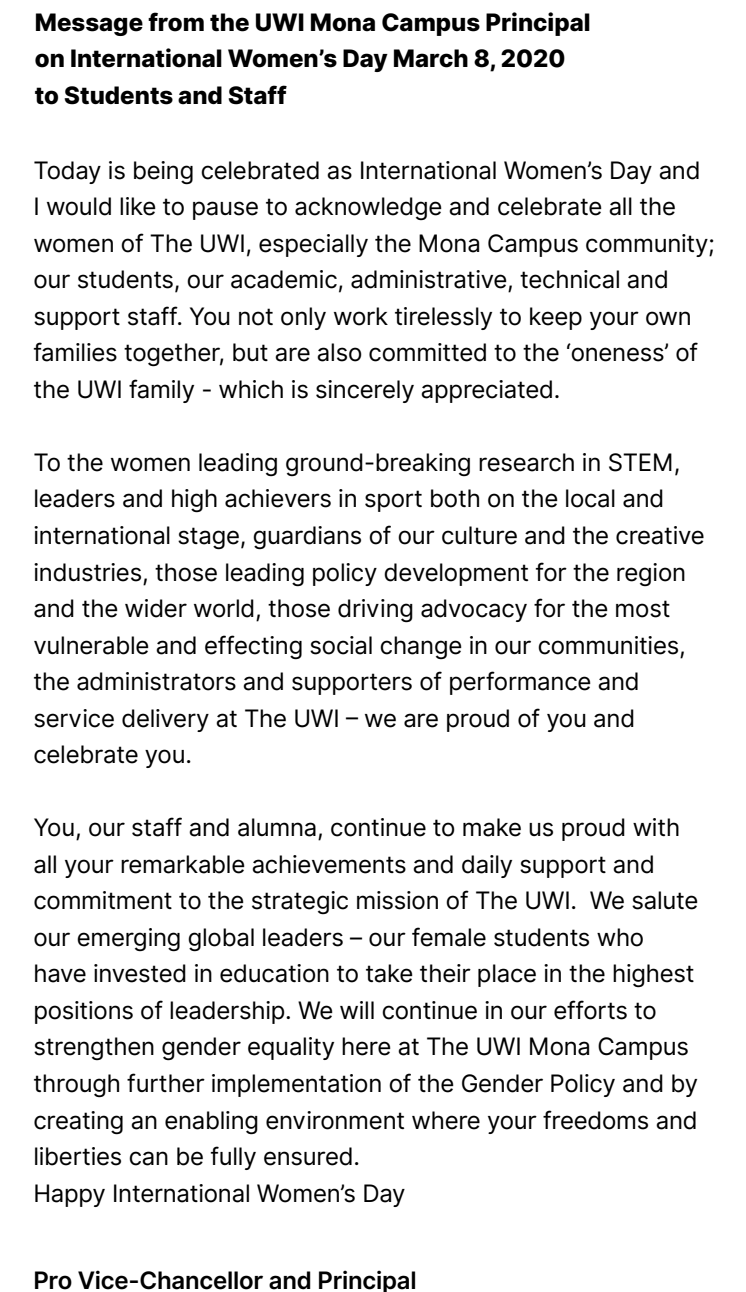 Message from the UWI Mona Campus Principal
on International Women’s Day March 8, 2020
to Students and Staff
Today is being celebrated as International Women’s Day and
I would like to pause to acknowledge and celebrate all the
women of The UWI, especially the Mona Campus community;
our students, our academic, administrative, technical and
support staff. You not only work tirelessly to keep your own
families together, but are also committed to the ‘oneness’ of
the UWI family - which is sincerely appreciated.
To the women leading ground-breaking research in STEM,
leaders and high achievers in sport both on the local and
international stage, guardians of our culture and the creative
industries, those leading policy development for the region
and the wider world, those driving advocacy for the most
vulnerable and effecting social change in our communities,
the administrators and supporters of performance and
service delivery at The UWI – we are proud of you and
celebrate you.
You, our staff and alumna, continue to make us proud with
all your remarkable achievements and daily support and
commitment to the strategic mission of The UWI.  We salute
our emerging global leaders – our female students who
have invested in education to take their place in the highest
positions of leadership. We will continue in our efforts to
strengthen gender equality here at The UWI Mona Campus
through further implementation of the Gender Policy and by
creating an enabling environment where your freedoms and
liberties can be fully ensured.
Happy International Women’s Day
Pro Vice-Chancellor and Principal